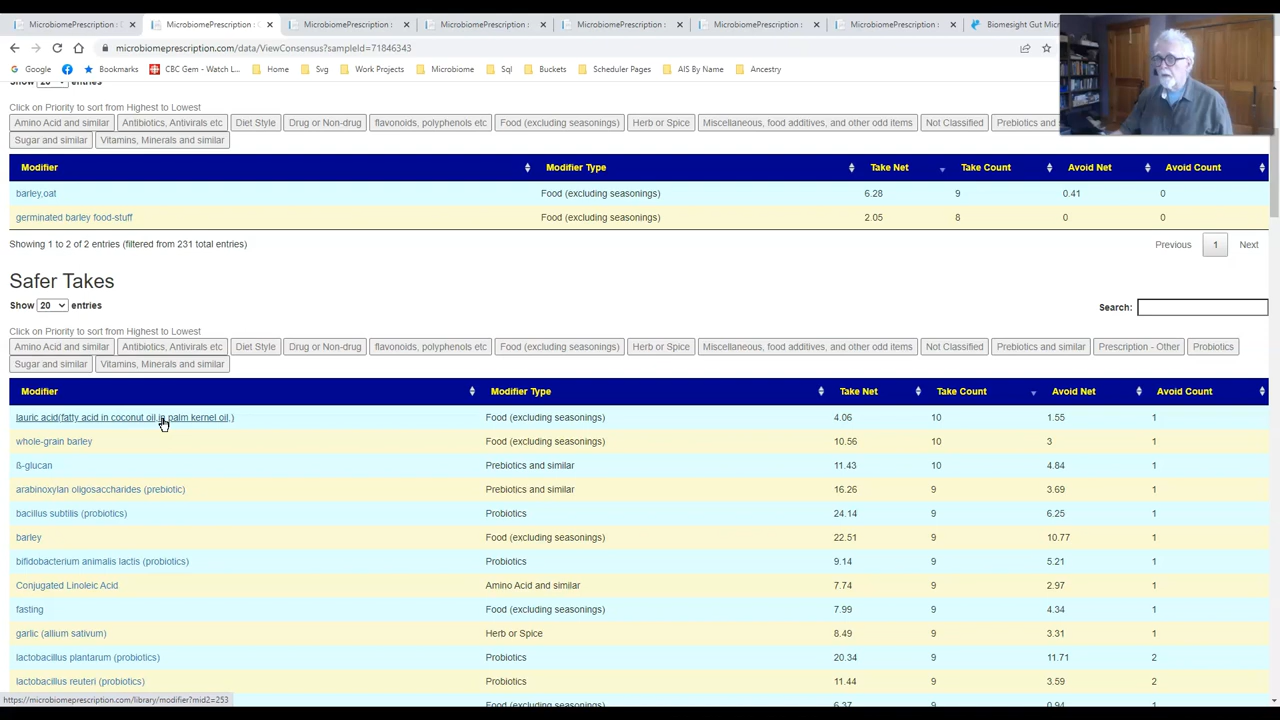 MicrobiomePrescription : ×
MicrobiomePrescription : C ×
MicrobiomePrescription : ×
MicrobiomePrescription : ×
MicrobiomePrescription : ×
MicrobiomePrescription : ×
MicrobiomePrescription : ×
Biomesight Gut Mic
microbiomeprescription.com/data/ViewConsensus?sampleId=71846343
Google Bookmarks CBC Gem - Watch L... Home Svg Work Projects Microbiome Sql Buckets Scheduler Pages AIS By Name Ancestry
Show 20 entries
Click on Priority to sort from Highest to Lowest
Amino Acid and similar Antibiotics, Antivirals etc Diet Style Drug or Non-drug flavonoids, polyphenols etc Food (excluding seasonings) Herb or Spice Miscellaneous, food additives, and other odd items Not Classified Prebiotics and
Sugar and similar Vitamins, Minerals and similar
Modifier Modifier Type Take Net Take Count Avoid Net Avoid Count
barley,oat Food (excluding seasonings) 6.28 9 0.41 0
germinated barley food-stuff Food (excluding seasonings) 2.05 8 0 0
Showing 1 to 2 of 2 entries (filtered from 231 total entries) Previous 1 Next
Safer Takes
Show 20 entries Search:
Click on Priority to sort from Highest to Lowest
Amino Acid and similar Antibiotics, Antivirals etc Diet Style Drug or Non-drug flavonoids, polyphenols etc Food (excluding seasonings) Herb or Spice Miscellaneous, food additives, and other odd items Not Classified Prebiotics and similar Prescription - Other Probiotics
Sugar and similar Vitamins, Minerals and similar
Modifier Modifier Type Take Net Take Count Avoid Net Avoid Count
lauric acid(fatty acid in coconut oil,in palm kernel oil,) Food (excluding seasonings) 4.06 10 1.55 1
whole-grain barley Food (excluding seasonings) 10.56 10 3 1
ß-glucan Prebiotics and similar 11.43 10 4.84 1
arabinoxylan oligosaccharides (prebiotic) Prebiotics and similar 16.26 9 3.69 1
bacillus subtilis (probiotics) Probiotics 24.14 9 6.25 1
barley Food (excluding seasonings) 22.51 9 10.77 1
bifidobacterium animalis lactis (probiotics) Probiotics 9.14 9 5.21 1
Conjugated Linoleic Acid Amino Acid and similar 7.74 9 2.97 1
fasting Food (excluding seasonings) 7.99 9 4.34 1
garlic (allium sativum) Herb or Spice 8.49 9 3.31 1
lactobacillus plantarum (probiotics) Probiotics 20.34 9 11.71 2
lactobacillus reuteri (probiotics) Probiotics 11.44 9 3.59 2
https://microbiomeprescription.com/library/modifier?mid2=253 Food (excluding seasonings) 6.37 9 0.94 1